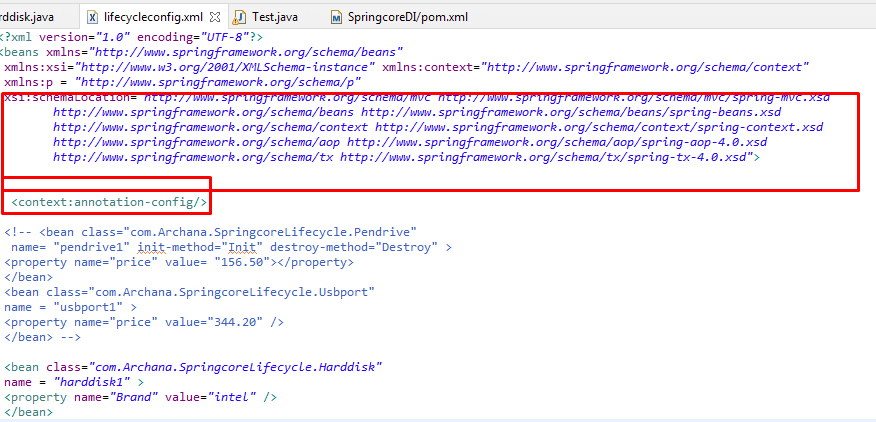 rddisk.java lifecycleconfig.xml Test.java SpringcoreDI/pom.xml
<?xml version="1.0" encoding="UTF-8"?>
<beans xmlns="http://www.springframework.org/schema/beans"
xmlns:xsi="http://www.w3.org/2001/XMLSchema-instance" xmlns:context="http://www.springframework.org/schema/context"
xmlns:p = "http://www.springframework.org/schema/p"
xsi:schemaLocation="http://www.springframework.org/schema/mvc http://www.springframework.org/schema/mvc/spring-mvc.xsd
http://www.springframework.org/schema/beans http://www.springframework.org/schema/beans/spring-beans.xsd
http://www.springframework.org/schema/context http://www.springframework.org/schema/context/spring-context.xsd
http://www.springframework.org/schema/aop http://www.springframework.org/schema/aop/spring-aop-4.0.xsd
http://www.springframework.org/schema/tx http://www.springframework.org/schema/tx/spring-tx-4.0.xsd">
<context:annotation-config/>
<!-- <bean class="com.Archana.SpringcoreLifecycle.Pendrive"
name= "pendrive1" init-method="Init" destroy-method="Destroy" >
<property name="price" value= "156.50"></property>
</bean>
<bean class="com.Archana.SpringcoreLifecycle.Usbport"
name = "usbport1" >
<property name="price" value="344.20" />
</bean> -->
<bean class="com.Archana.SpringcoreLifecycle.Harddisk"
name = "harddisk1" >
<property name="Brand" value="intel" />
</bean>